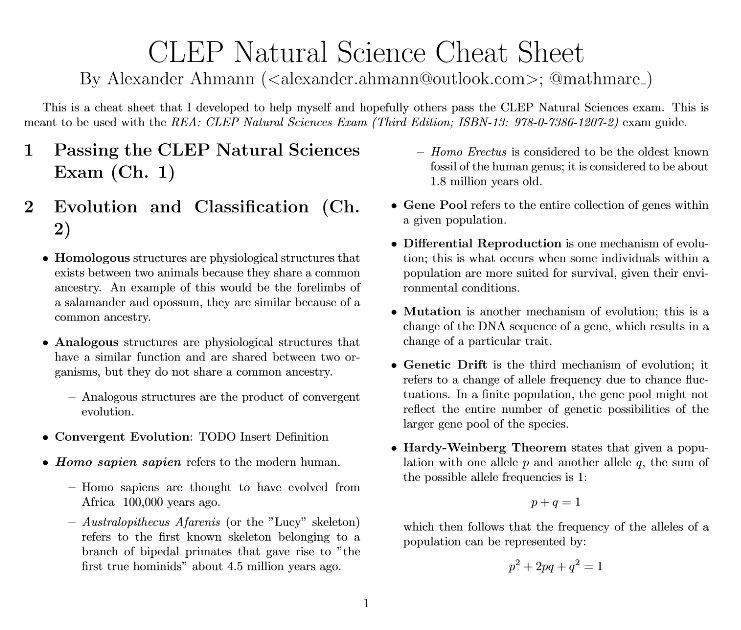 CLEP Natural Science Cheat Sheet
By Alexander Ahmann (<alexander.ahmann@outlook.com>; @mathmare_)
This is a cheat sheet that I developed to help myself and hopefully others pass the CLEP Natural Sciences exam. This is
meant to be used with the REA: CLEP Natural Sciences Exam (Third Edition; ISBN-13: 978-0-7386-1207-2) exam guide.
1 Passing the CLEP Natural Sciences
Exam (Ch. 1)
2 Evolution and Classification (Ch.
2)
• Homologous structures are physiological structures that
exists between two animals because they share a common
ancestry. An example of this would be the forelimbs of
a salamander and opossum, they are similar because of a
common ancestry.
• Analogous structures are physiological structures that
have a similar function and are shared between two or-
ganisms, but they do not share a common ancestry.
– Analogous structures are the product of convergent
evolution.
• Convergent Evolution: TODO Insert Definition
• Homo sapien sapien refers to the modern human.
– Homo sapiens are thought to have evolved from
Africa 100,000 years ago.
– Australopithecus Afarenis (or the "Lucy" skeleton)
refers to the first known skeleton belonging to a
branch of bipedal primates that gave rise to "the
first true hominids" about 4.5 million years ago.
– Homo Erectus is considered to be the oldest known
fossil of the human genus; it is considered to be about
1.8 million years old.
• Gene Pool refers to the entire collection of genes within
a given population.
• Differential Reproduction is one mechanism of evolu-
tion; this is what occurs when some individuals within a
population are more suited for survival, given their envi-
ronmental conditions.
• Mutation is another mechanism of evolution; this is a
change of the DNA sequence of a gene, which results in a
change of a particular trait.
• Genetic Drift is the third mechanism of evolution; it
refers to a change of allele frequency due to chance fluc-
tuations. In a finite population, the gene pool might not
reflect the entire number of genetic possibilities of the
larger gene pool of the species.
• Hardy-Weinberg Theorem states that given a popu-
lation with one allele p and another allele q, the sum of
the possible allele frequencies is 1:
p + q = 1
which then follows that the frequency of the alleles of a
population can be represented by:
p² + 2pq + q² = 1
1